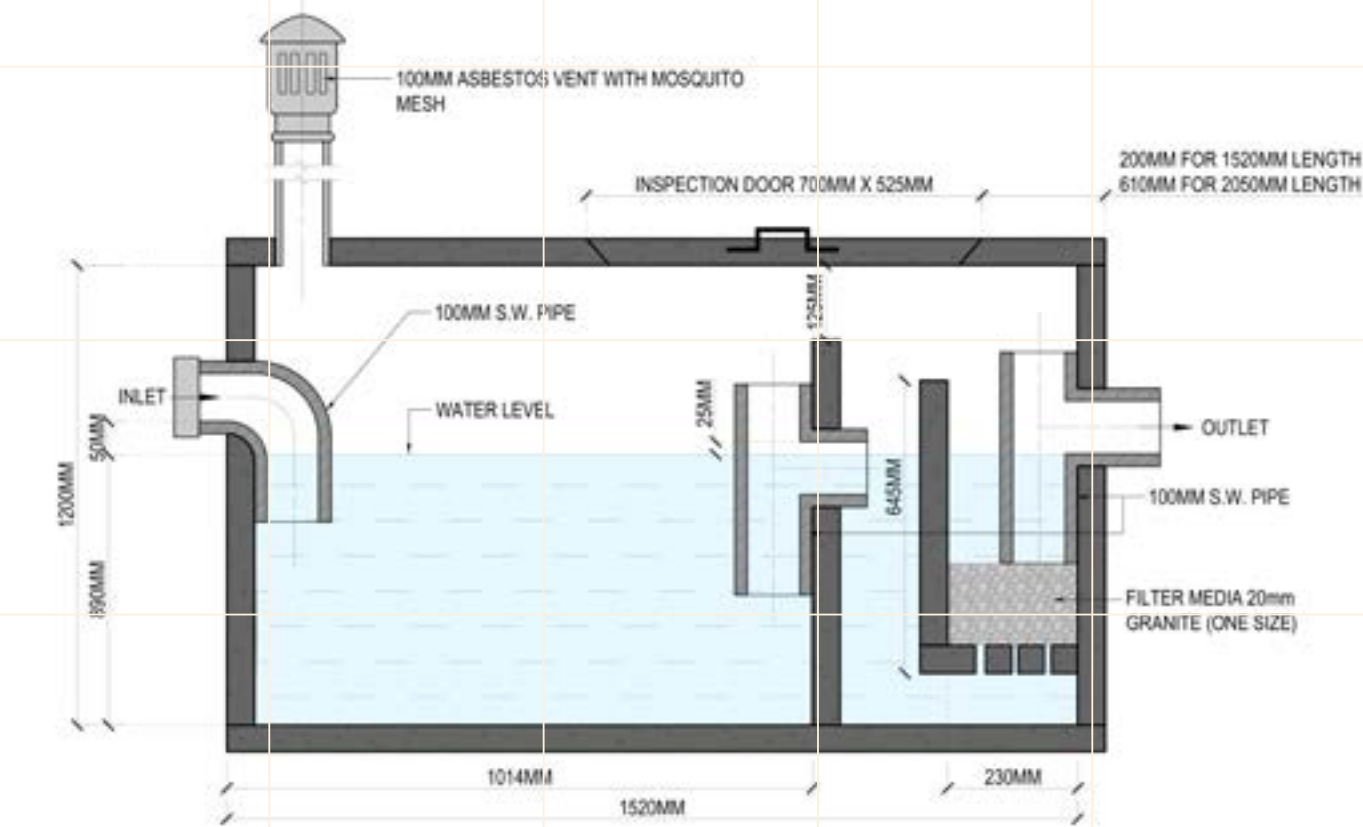 100MM ASBESTOS VENT WITH MOSQUITO
MESH
200MM FOR 1520MM LENGTH
610MM FOR 2050MM LENGTH
INSPECTION DOOR 700MM X 525MM
125MM
100MM S.W. PIPE
INLET
WATER LEVEL
25MM
OUTLET
50MM
1200MM
645MM
100MM S.W. PIPE
890MM
FILTER MEDIA 20mm
GRANITE (ONE SIZE)
1014MM
230MM
1520MM